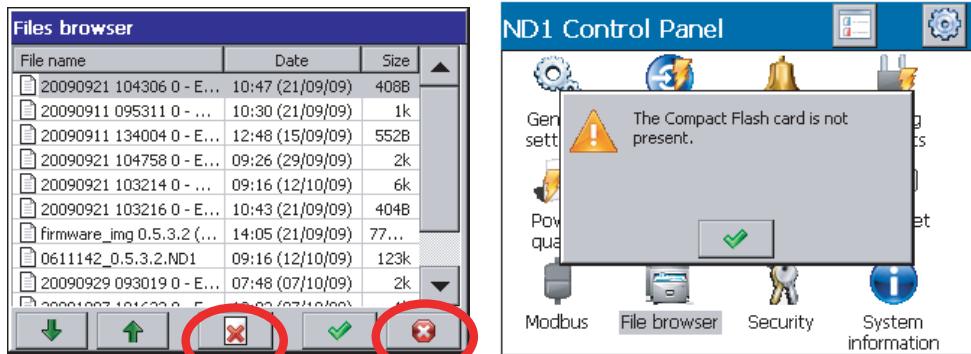 Files browser
File name Date Size
20090921 104306 0 - E... 10:47 (21/09/09) 408B
20090911 095311 0 - ... 10:30 (21/09/09) 1k
20090911 134004 0 - E... 12:48 (15/09/09) 552B
20090921 104758 0 - E... 09:26 (29/09/09) 2k
20090921 103214 0 - ... 09:16 (12/10/09) 6k
20090921 103216 0 - E... 10:43 (21/09/09) 404B
firmware_img 0.5.3.2 (... 14:05 (21/09/09) 77...
0611142_0.5.3.2.ND1 09:16 (12/10/09) 123k
20090929 093019 0 - E... 07:48 (07/10/09) 2k
ND1 Control Panel
Gen
sett
The Compact Flash card is not
present.
Pow
qua
et
Modbus File browser Security System
information